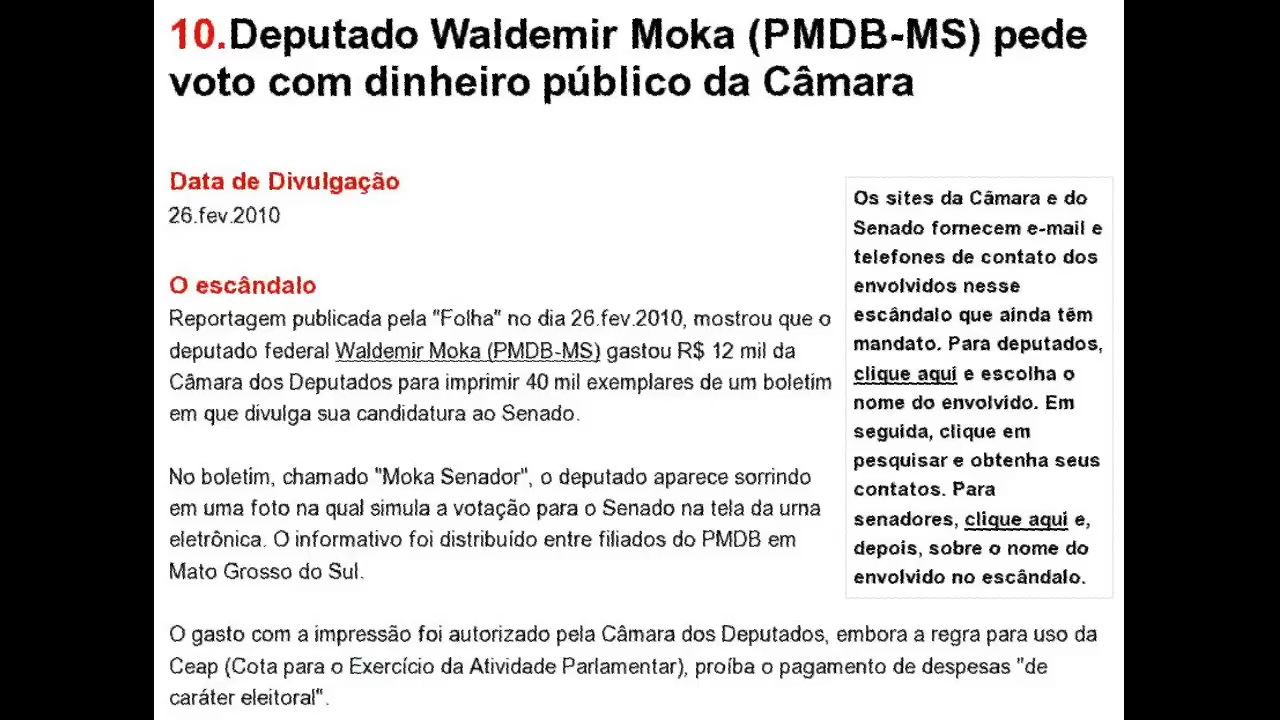 10.Deputado Waldemir Moka (PMDB-MS) pede
voto com dinheiro público da Câmara
Data de Divulgação
26.fev.2010
O escândalo
Reportagem publicada pela "Folha" no dia 26.fev.2010, mostrou que o
deputado federal Waldemir Moka (PMDB-MS) gastou R$ 12 mil da
Câmara dos Deputados para imprimir 40 mil exemplares de um boletim
em que divulga sua candidatura ao Senado.
No boletim, chamado "Moka Senador", o deputado aparece sorrindo
em uma foto na qual simula a votação para o Senado na tela da urna
eletrônica. O informativo foi distribuído entre filiados do PMDB em
Mato Grosso do Sul.
O gasto com a impressão foi autorizado pela Câmara dos Deputados, embora a regra para uso da
Ceap (Cota para o Exercício da Atividade Parlamentar), proíba o pagamento de despesas "de
caráter eleitoral".
Os sites da Câmara e do
Senado fornecem e-mail e
telefones de contato dos
envolvidos nesse
escândalo que ainda têm
mandato. Para deputados,
clique aqui e escolha o
nome do envolvido. Em
seguida, clique em
pesquisar e obtenha seus
contatos. Para
senadores, clique aqui e,
depois, sobre o nome do
envolvido no escândalo.